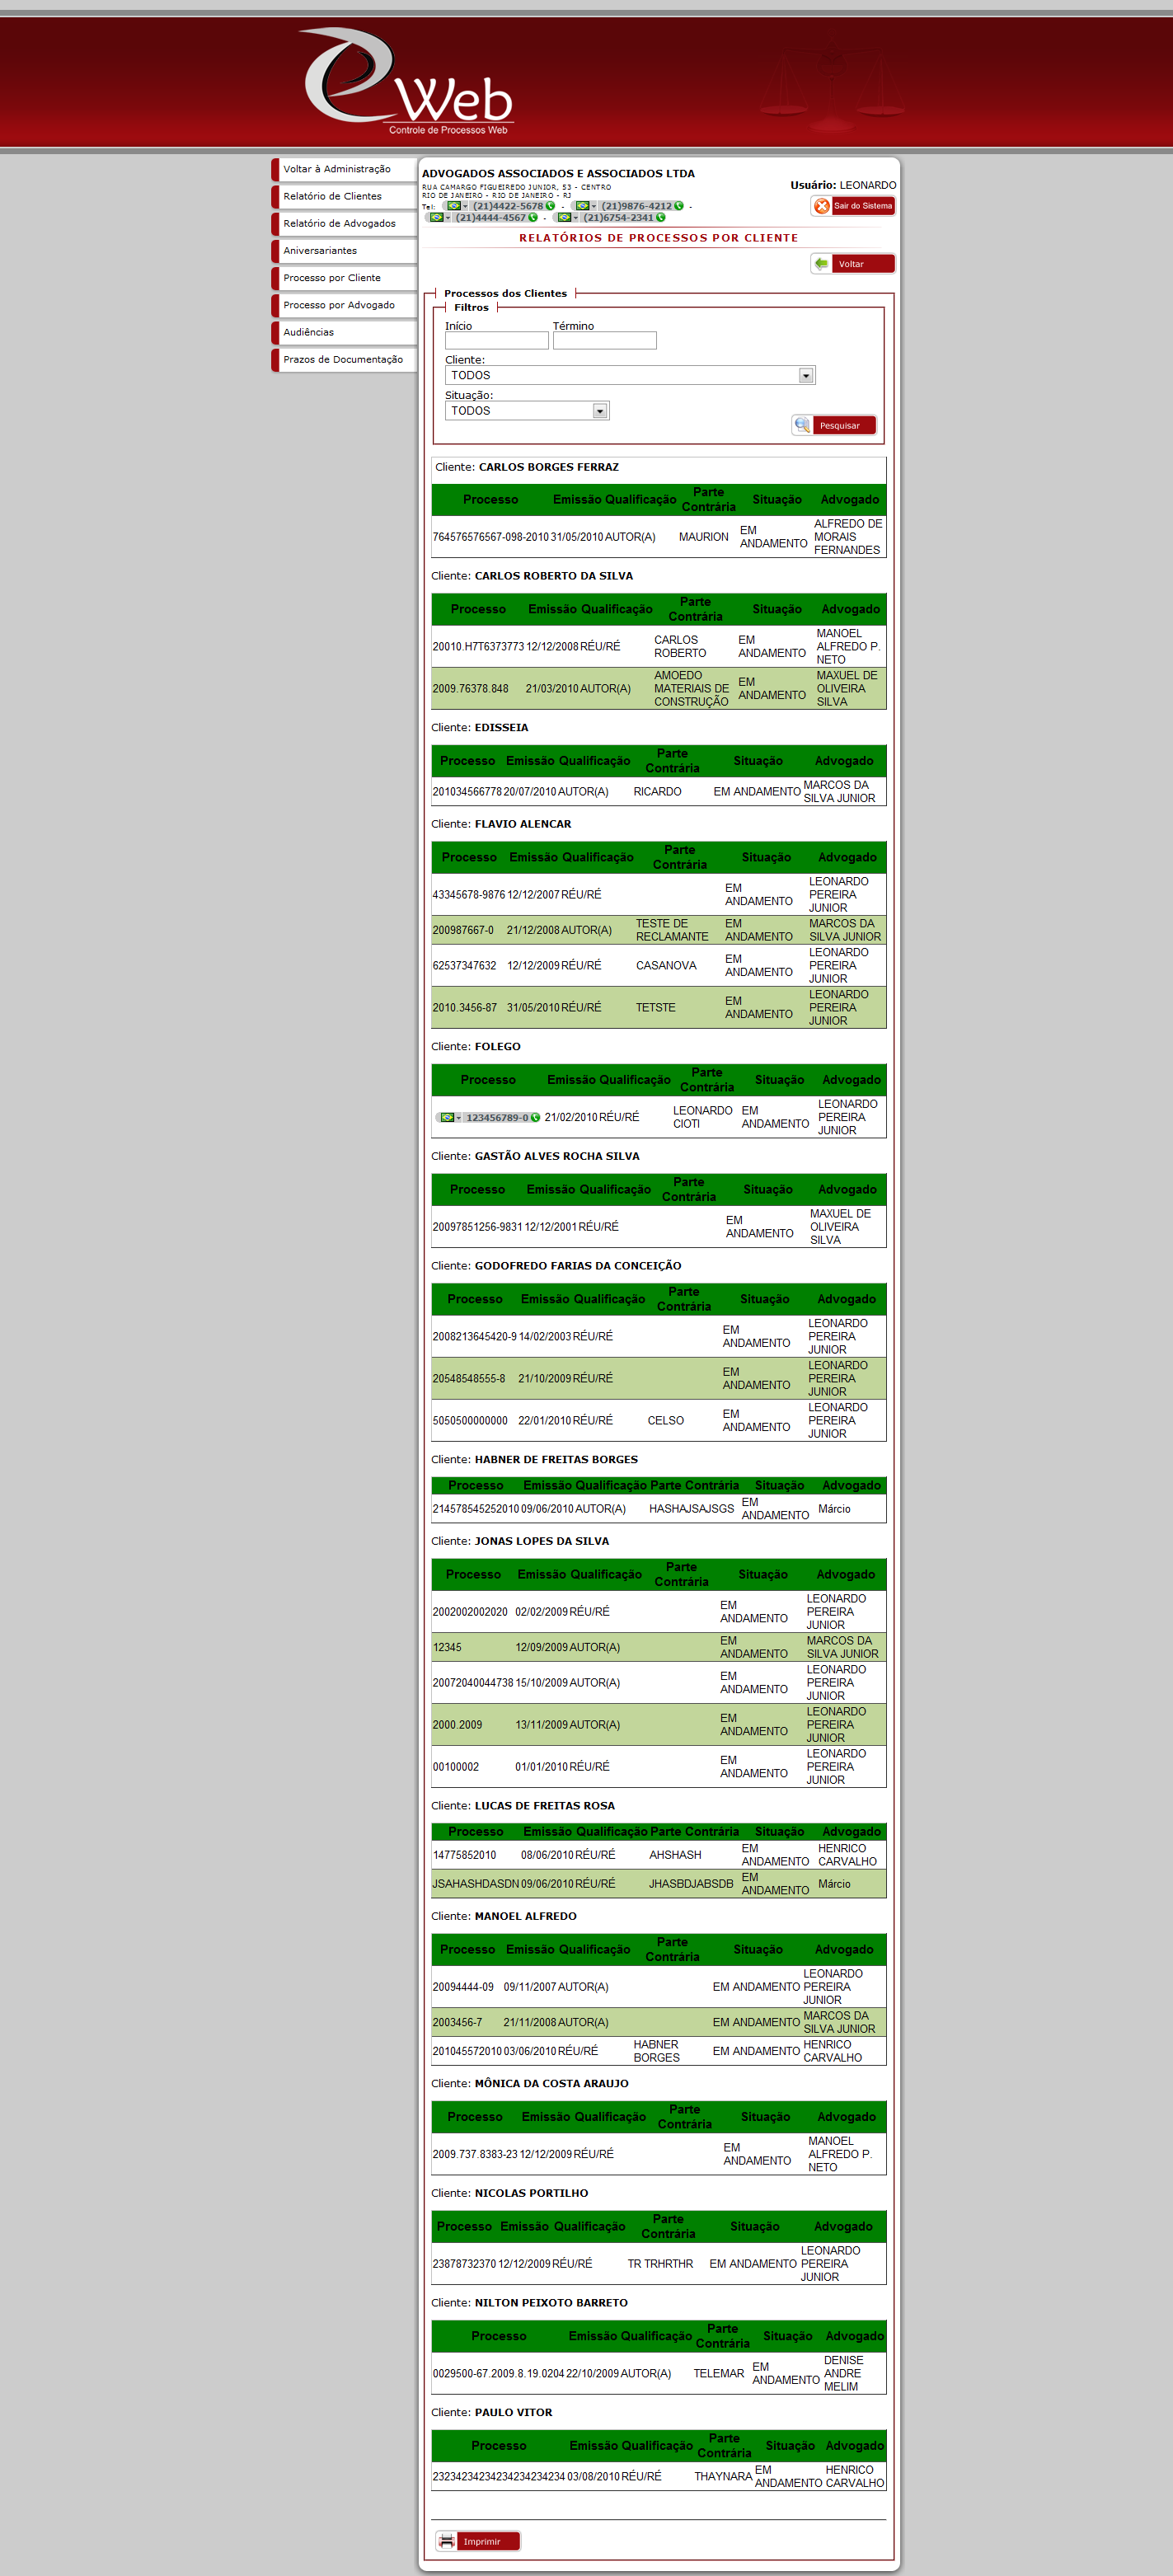 eWeb
Controle de Processos Web
Voltar à Administração
Relatório de Clientes
Relatório de Advogados
Aniversariantes
Processo por Cliente
Processo por Advogado
Audiências
Prazos de Documentação
ADVOGADOS ASSOCIADOS E ASSOCIADOS LTDA
RUA CAMARGO FIGUEIREDO JUNIOR, 53 - CENTRO
RIO DE JANEIRO - RIO DE JANEIRO - RJ
Tel: (21)4422-5678 - (21)9876-4212 -
(21)4444-4567 - (21)6754-2341
Usuário: LEONARDO
Sair do Sistema
RELATÓRIOS DE PROCESSOS POR CLIENTE
Voltar
Processos dos Clientes
Filtros
Início Término
Cliente:
TODOS
Situação:
TODOS
Pesquisar
Cliente: CARLOS BORGES FERRAZ
Processo Emissão Qualificação Parte Contrária Situação Advogado
764576576567-098-2010 31/05/2010 AUTOR(A) MAURION EM ANDAMENTO ALFREDO DE MORAIS FERNANDES
Cliente: CARLOS ROBERTO DA SILVA
Processo Emissão Qualificação Parte Contrária Situação Advogado
20010.H7T6373773 12/12/2008 RÉU/RÉ CARLOS ROBERTO EM ANDAMENTO MANOEL ALFREDO P. NETO
2009.76378.848 21/03/2010 AUTOR(A) AMOEDO MATERIAIS DE CONSTRUÇÃO EM ANDAMENTO MAXUEL DE OLIVEIRA SILVA
Cliente: EDISSEIA
Processo Emissão Qualificação Parte Contrária Situação Advogado
201034566778 20/07/2010 AUTOR(A) RICARDO EM ANDAMENTO MARCOS DA SILVA JUNIOR
Cliente: FLAVIO ALENCAR
Processo Emissão Qualificação Parte Contrária Situação Advogado
43345678-9876 12/12/2007 RÉU/RÉ EM ANDAMENTO LEONARDO PEREIRA JUNIOR
200987667-0 21/12/2008 AUTOR(A) TESTE DE RECLAMANTE EM ANDAMENTO MARCOS DA SILVA JUNIOR
62537347632 12/12/2009 RÉU/RÉ CASANOVA EM ANDAMENTO LEONARDO PEREIRA JUNIOR
2010.3456-87 31/05/2010 RÉU/RÉ TETSTE EM ANDAMENTO LEONARDO PEREIRA JUNIOR
Cliente: FOLEGO
Processo Emissão Qualificação Parte Contrária Situação Advogado
123456789-0 21/02/2010 RÉU/RÉ LEONARDO CIOTI EM ANDAMENTO LEONARDO PEREIRA JUNIOR
Cliente: GASTÃO ALVES ROCHA SILVA
Processo Emissão Qualificação Parte Contrária Situação Advogado
20097851256-9831 12/12/2001 RÉU/RÉ EM ANDAMENTO MAXUEL DE OLIVEIRA SILVA
Cliente: GODOFREDO FARIAS DA CONCEIÇÃO
Processo Emissão Qualificação Parte Contrária Situação Advogado
2008213645420-9 14/02/2003 RÉU/RÉ EM ANDAMENTO LEONARDO PEREIRA JUNIOR
20548548555-8 21/10/2009 RÉU/RÉ EM ANDAMENTO LEONARDO PEREIRA JUNIOR
5050500000000 22/01/2010 RÉU/RÉ CELSO EM ANDAMENTO LEONARDO PEREIRA JUNIOR
Cliente: HABNER DE FREITAS BORGES
Processo Emissão Qualificação Parte Contrária Situação Advogado
214578545252010 09/06/2010 AUTOR(A) HASHAJSAJSGS EM ANDAMENTO Márcio
Cliente: JONAS LOPES DA SILVA
Processo Emissão Qualificação Parte Contrária Situação Advogado
2002002002020 02/02/2009 RÉU/RÉ EM ANDAMENTO LEONARDO PEREIRA JUNIOR
12345 12/09/2009 AUTOR(A) EM ANDAMENTO MARCOS DA SILVA JUNIOR
20072040044738 15/10/2009 AUTOR(A) EM ANDAMENTO LEONARDO PEREIRA JUNIOR
2000.2009 13/11/2009 AUTOR(A) EM ANDAMENTO LEONARDO PEREIRA JUNIOR
00100002 01/01/2010 RÉU/RÉ EM ANDAMENTO LEONARDO PEREIRA JUNIOR
Cliente: LUCAS DE FREITAS ROSA
Processo Emissão Qualificação Parte Contrária Situação Advogado
14775852010 08/06/2010 RÉU/RÉ AHSHASH EM ANDAMENTO HENRICO CARVALHO
JSAHASHDASDN 09/06/2010 RÉU/RÉ JHASBDJABSDB EM ANDAMENTO Márcio
Cliente: MANOEL ALFREDO
Processo Emissão Qualificação Parte Contrária Situação Advogado
20094444-09 09/11/2007 AUTOR(A) EM ANDAMENTO LEONARDO PEREIRA JUNIOR
2003456-7 21/11/2008 AUTOR(A) EM ANDAMENTO MARCOS DA SILVA JUNIOR
201045572010 03/06/2010 RÉU/RÉ HABNER BORGES EM ANDAMENTO HENRICO CARVALHO
Cliente: MÔNICA DA COSTA ARAUJO
Processo Emissão Qualificação Parte Contrária Situação Advogado
2009.737.8383-23 12/12/2009 RÉU/RÉ EM ANDAMENTO MANOEL ALFREDO P. NETO
Cliente: NICOLAS PORTILHO
Processo Emissão Qualificação Parte Contrária Situação Advogado
23878732370 12/12/2009 RÉU/RÉ TR TRHRTHR EM ANDAMENTO LEONARDO PEREIRA JUNIOR
Cliente: NILTON PEIXOTO BARRETO
Processo Emissão Qualificação Parte Contrária Situação Advogado
0029500-67.2009.8.19.0204 22/10/2009 AUTOR(A) TELEMAR EM ANDAMENTO DENISE ANDRE MELIM
Cliente: PAULO VITOR
Processo Emissão Qualificação Parte Contrária Situação Advogado
23234234234234234234234 03/08/2010 RÉU/RÉ THAYNARA EM ANDAMENTO HENRICO CARVALHO
Imprimir